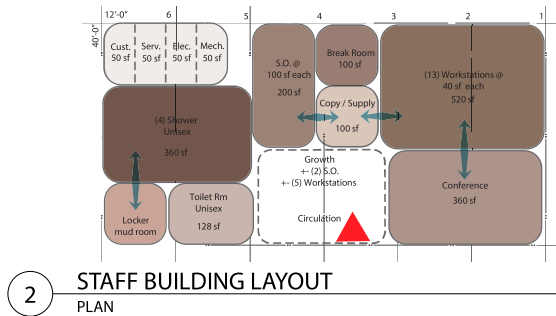 12'-0"
6
5
4
3
2
1
40'-0"
Cust.
50 sf
Serv.
50 sf
Elec.
50 sf
Mech.
50 sf
S.O. @
100 sf each
200 sf
Break Room
100 sf
(13) Workstations @
40 sf each
520 sf
Copy / Supply
100 sf
(4) Shower
Unisex
360 sf
Growth
+- (2) S.O.
+- (5) Workstations
Circulation
Conference
360 sf
Locker
mud room
Toilet Rm
Unisex
128 sf
2
STAFF BUILDING LAYOUT
PLAN